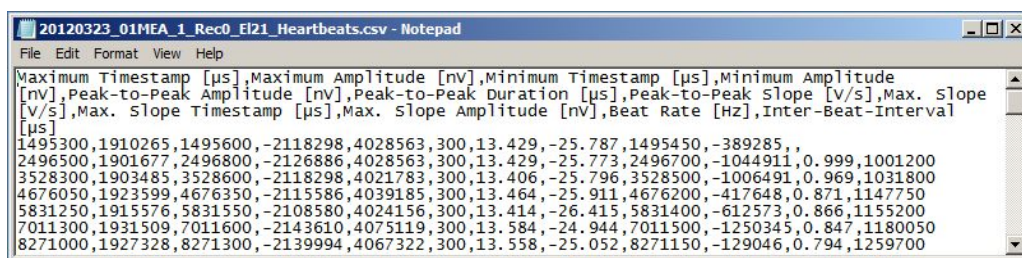 20120323_01MEA_1_Rec0_El21_Heartbeats.csv - Notepad
File Edit Format View Help
Maximum Timestamp [µs],Maximum Amplitude [nV],Minimum Timestamp [µs],Minimum Amplitude
[nV],Peak-to-Peak Amplitude [nV],Peak-to-Peak Duration [µs],Peak-to-Peak Slope [V/s],Max. Slope
[V/s],Max. Slope Timestamp [µs],Max. Slope Amplitude [nV],Beat Rate [Hz],Inter-Beat-Interval
[µs]
1495300,1910265,1495600,-2118298,4028563,300,13.429,-25.787,1495450,-389285,,
2496500,1901677,2496800,-2126886,4028563,300,13.429,-25.773,2496700,-1044911,0.999,1001200
3528300,1903485,3528600,-2118298,4021783,300,13.406,-25.796,3528500,-1006491,0.969,1031800
4676050,1923599,4676350,-2115586,4039185,300,13.464,-25.911,4676200,-417648,0.871,1147750
5831250,1915576,5831550,-2108580,4024156,300,13.414,-26.415,5831400,-612573,0.866,1155200
7011300,1931509,7011600,-2143610,4075119,300,13.584,-24.944,7011500,-1250345,0.847,1180050
8271000,1927328,8271300,-2139994,4067322,300,13.558,-25.052,8271150,-129046,0.794,1259700